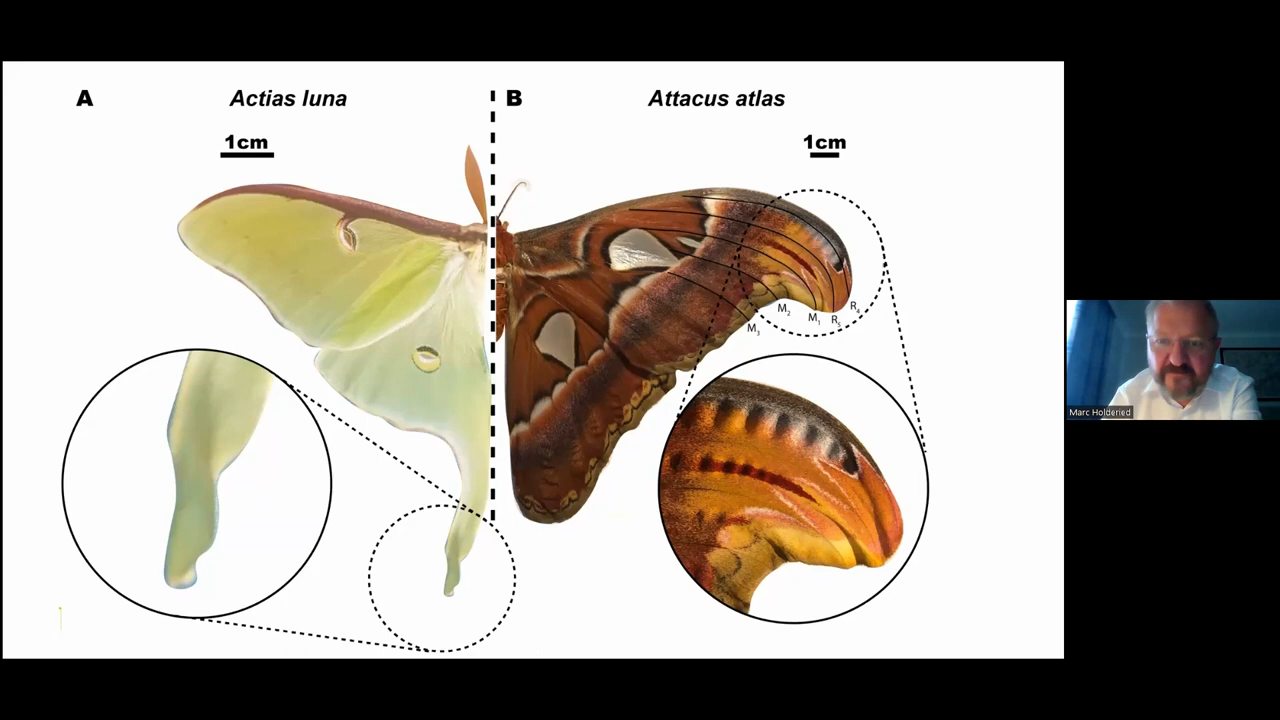 A
Actias luna
1cm
B
Attacus atlas
1cm
R4
R5
M1
M2
M3
Marc Holderied